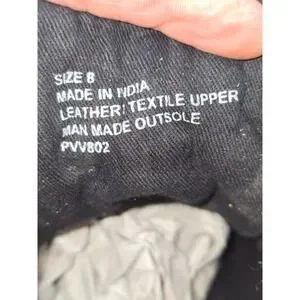 SIZE 8
MADE IN INDIA
LEATHER: TEXTILE UPPER
MAN MADE OUTSOLE
PVV802